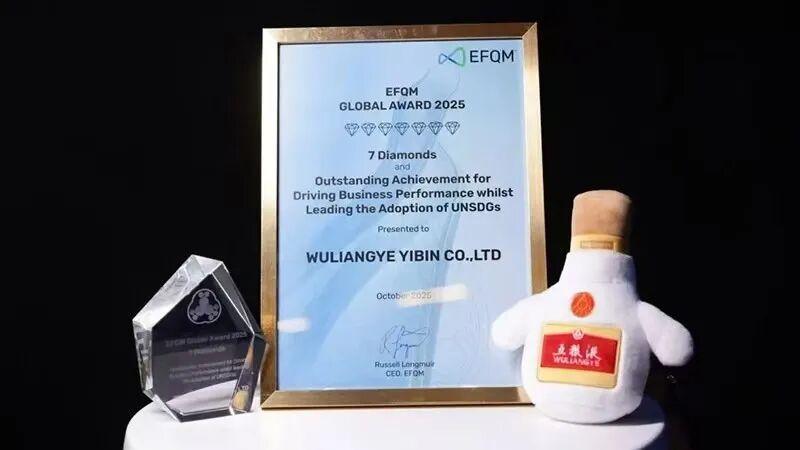 EFQM
EFQM
GLOBAL AWARD 2025
7 Diamonds
and
Outstanding Achievement for
Driving Business Performance whilst
Leading the Adoption of UNSDGs
Presented to
WULIANGYE YIBIN CO.,LTD
October 2025
Russell Longmuir
CEO, EFQM
EFQM Global Award 2025
7 Diamonds
五粮液
WULIANGYE